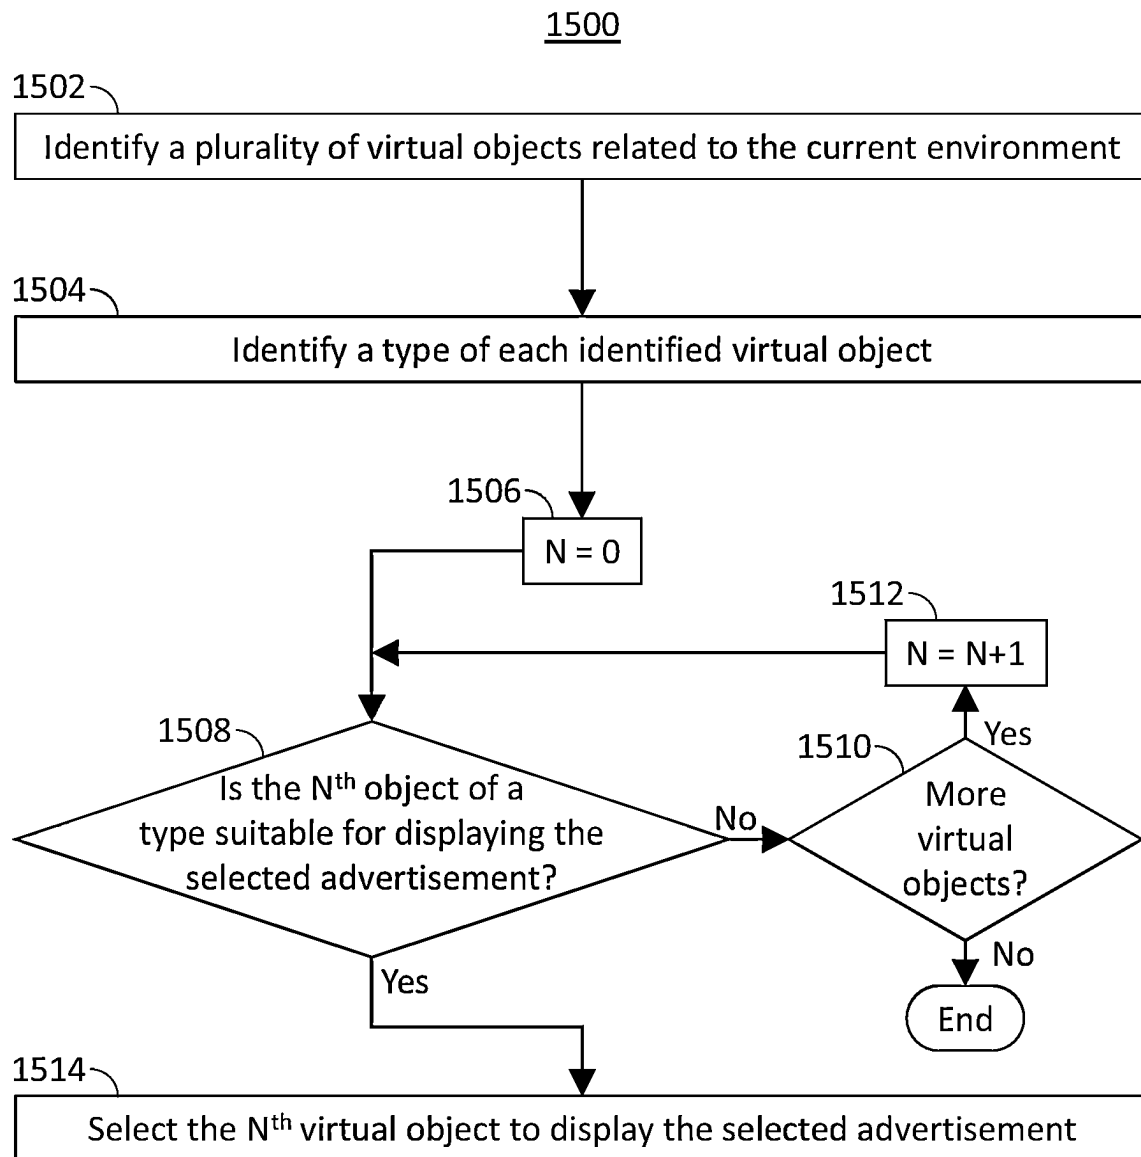 1500
1502
Identify a plurality of virtual objects related to the current environment
1504
Identify a type of each identified virtual object
1506
N = 0
1512
N = N+1
1508
Is the Nth object of a
type suitable for displaying the
selected advertisement?
No
1510
Yes
More
virtual
objects?
No
Yes
End
1514
Select the Nth virtual object to display the selected advertisement